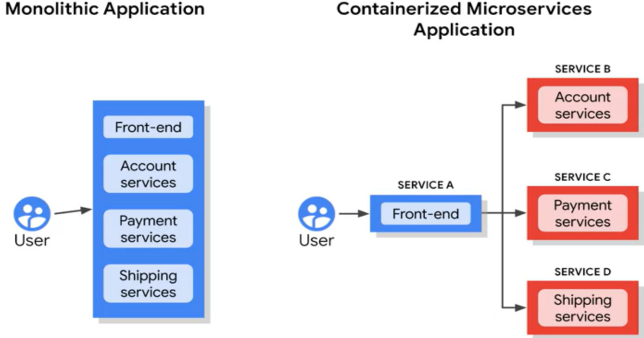 Monolithic Application
Containerized Microservices
Application
Front-end
Account
services
Payment
services
Shipping
services
User
User
SERVICE A
Front-end
SERVICE B
Account
services
SERVICE C
Payment
services
SERVICE D
Shipping
services